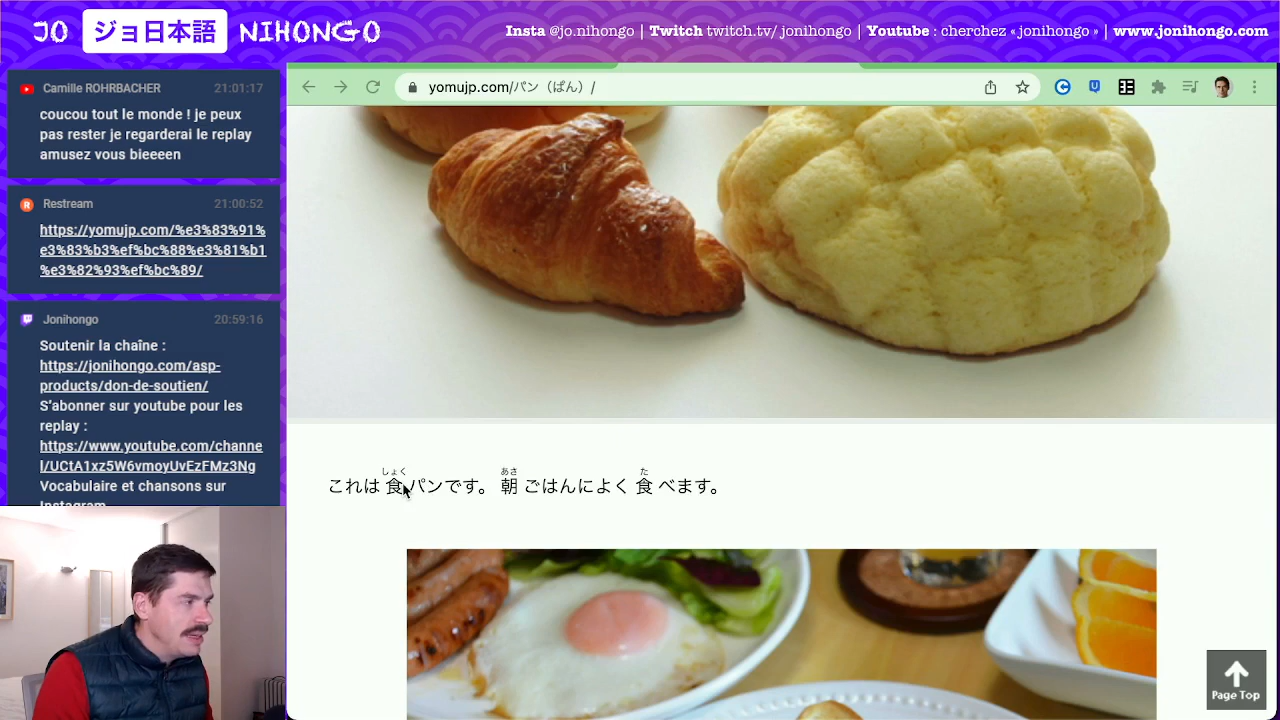 JO ジョ日本語 NIHONGO
Insta @jo.nihongo | Twitch twitch.tv/ jonihongo | Youtube : cherchez « jonihongo » | www.jonihongo.com
Camille ROHRBACHER 21:01:17
coucou tout le monde ! je peux
pas rester je regarderai le replay
amusez vous bieeeen
Restream 21:00:52
https://yomujp.com/%e3%83%91%
e3%83%b3%ef%bc%88%e3%81%b1
%e3%82%93%ef%bc%89/
Jonihongo 20:59:16
Soutenir la chaîne :
https://jonihongo.com/asp-
products/don-de-soutien/
S'abonner sur youtube pour les
replay :
https://www.youtube.com/channe
l/UCtA1xz5W6vmoyUvEzFMz3Ng
Vocabulaire et chansons sur
Instagram
yomujp.com/パン（ぱん）/
しょく あさ た
これは 食 パンです。 朝 ごはんによく 食 べます。
Page Top